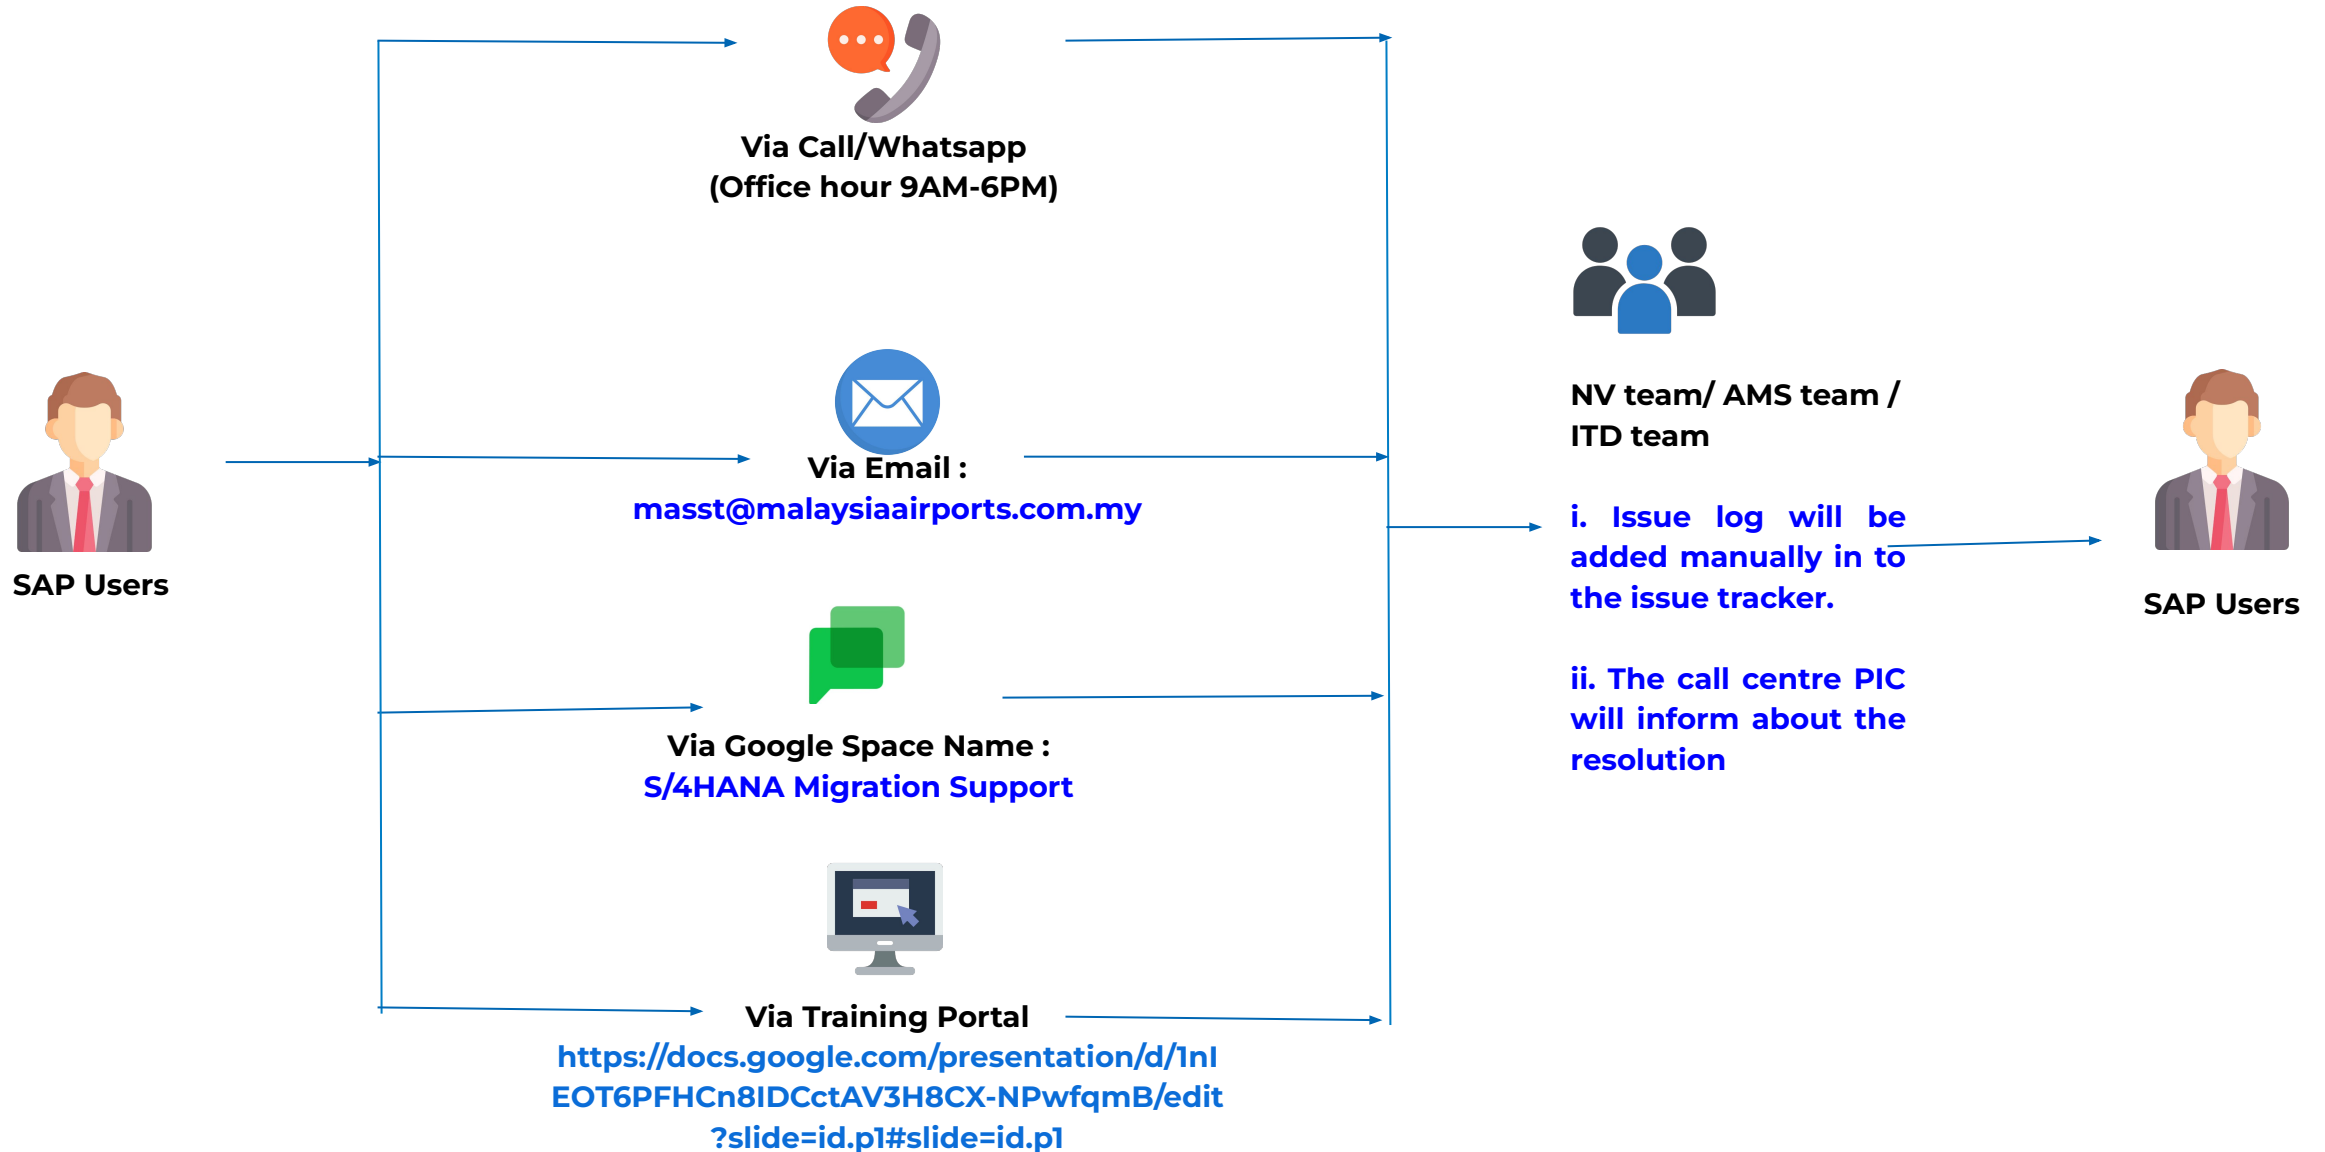 SAP Users
Via Call/Whatsapp
(Office hour 9AM-6PM)
Via Email :
masst@malaysiaairports.com.my
Via Google Space Name :
S/4HANA Migration Support
Via Training Portal
https://docs.google.com/presentation/d/1nI
EOT6PFHCn8IDCctAV3H8CX-NPwfqmB/edit
?slide=id.p1#slide=id.p1
NV team/ AMS team /
ITD team
i. Issue log will be
added manually in to
the issue tracker.
ii. The call centre PIC
will inform about the
resolution
SAP Users